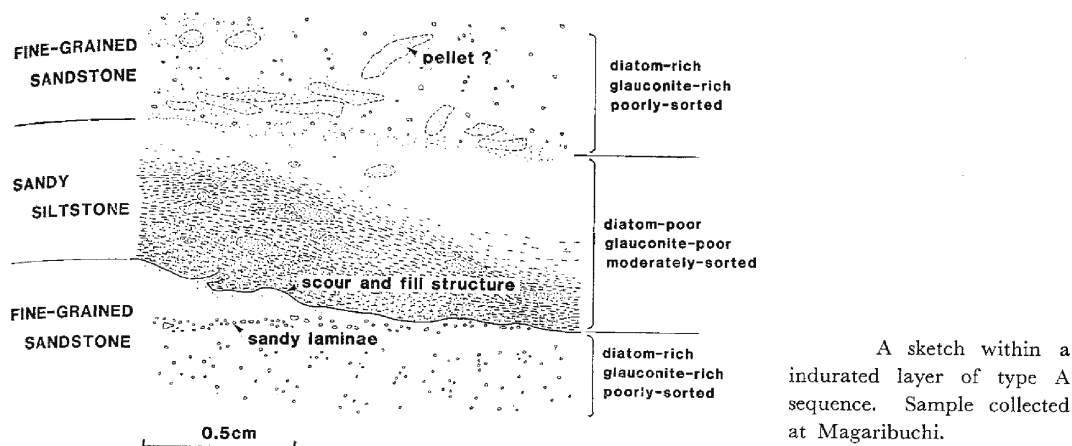 FINE-GRAINED
SANDSTONE
pellet ?
diatom-rich
glauconite-rich
poorly-sorted
SANDY
SILTSTONE
diatom-poor
glauconite-poor
moderately-sorted
scour and fill structure
FINE-GRAINED
SANDSTONE
sandy laminae
diatom-rich
glauconite-rich
poorly-sorted
0.5cm
A sketch within a
indurated layer of type A
sequence. Sample collected
at Magaribuchi.